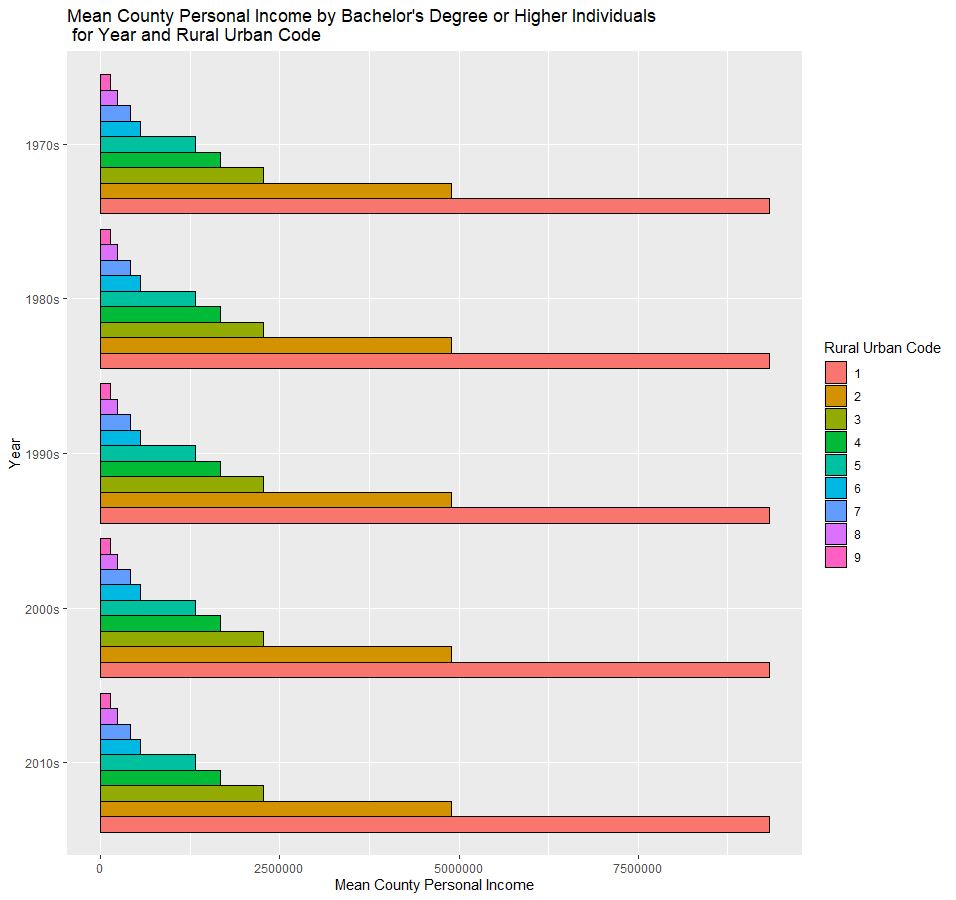 Mean County Personal Income by Bachelor's Degree or Higher Individuals
for Year and Rural Urban Code
1970s
1980s
1990s
2000s
2010s
Year
0
2500000
5000000
7500000
Mean County Personal Income
Rural Urban Code
1
2
3
4
5
6
7
8
9